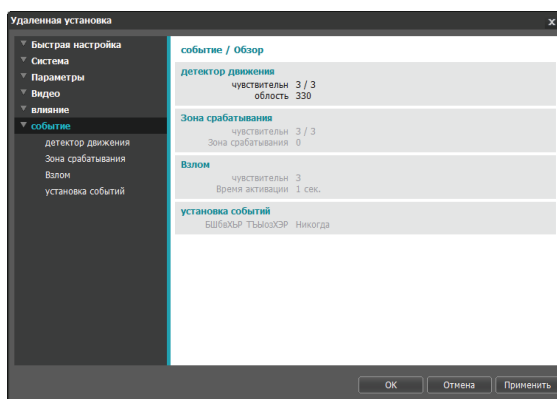 Удаленная установка x
Быстрая настройка
Система
Параметры
Видео
влияние
событие
детектор движения
Зона срабатывания
Взлом
установка событий
событие / Обзор
детектор движения
чувствительн 3 / 3
облость 330
Зона срабатывания
чувствительн 3 / 3
Зона срабатывания 0
Взлом
чувствительн 3
Время активации 1 сек.
установка событий
Никогда
OK Отмена Применить